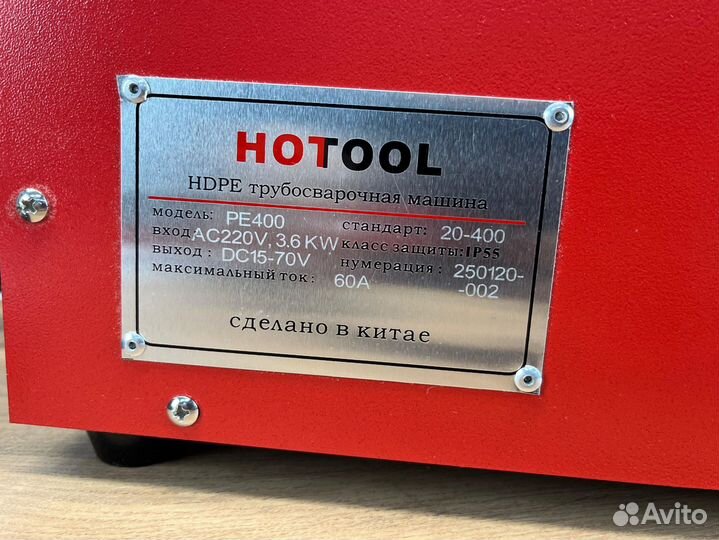 HOTOOL
HDPE трубосварочная машина
модель: PE400
стандарт: 20-400
вход: AC220V, 3.6 KW
класс защиты: IP55
выход : DC15-70V
нумерация : 250120-
-002
максимальный ток: 60A
сделано в китае
Avito